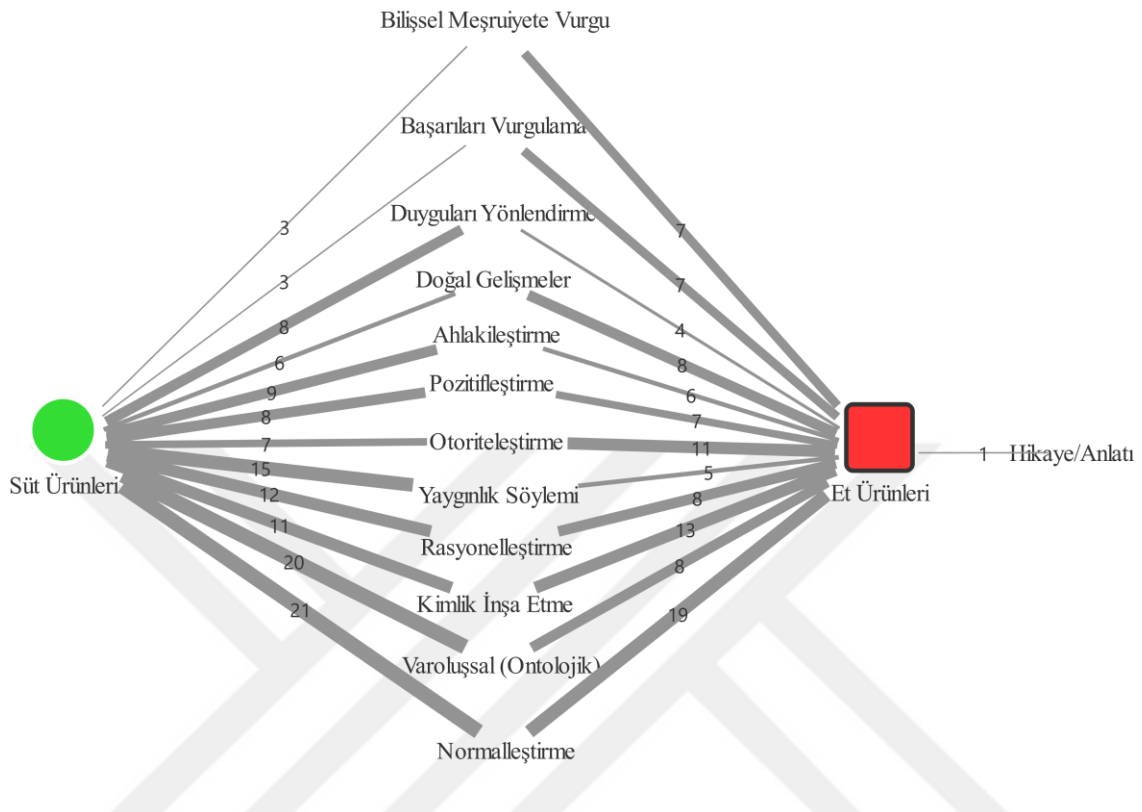 Bilişsel Meşruiyete Vurgu
Başarıları Vurgulama
Duyguları Yönlendirme
3
7
Doğal Gelişmeler
3
7
Ahlakileştirme
8
4
Pozitifleştirme
6
8
9
6
8
7
Otoriteleştirme
7
11
1
Hikaye/Anlatı
15
5
Süt Ürünleri
Yaygınlık Söylemi
Et Ürünleri
12
8
Rasyonelleştirme
11
13
20
8
Kimlik İnşa Etme
21
19
Varoluşsal (Ontolojik)
Normalleştirme